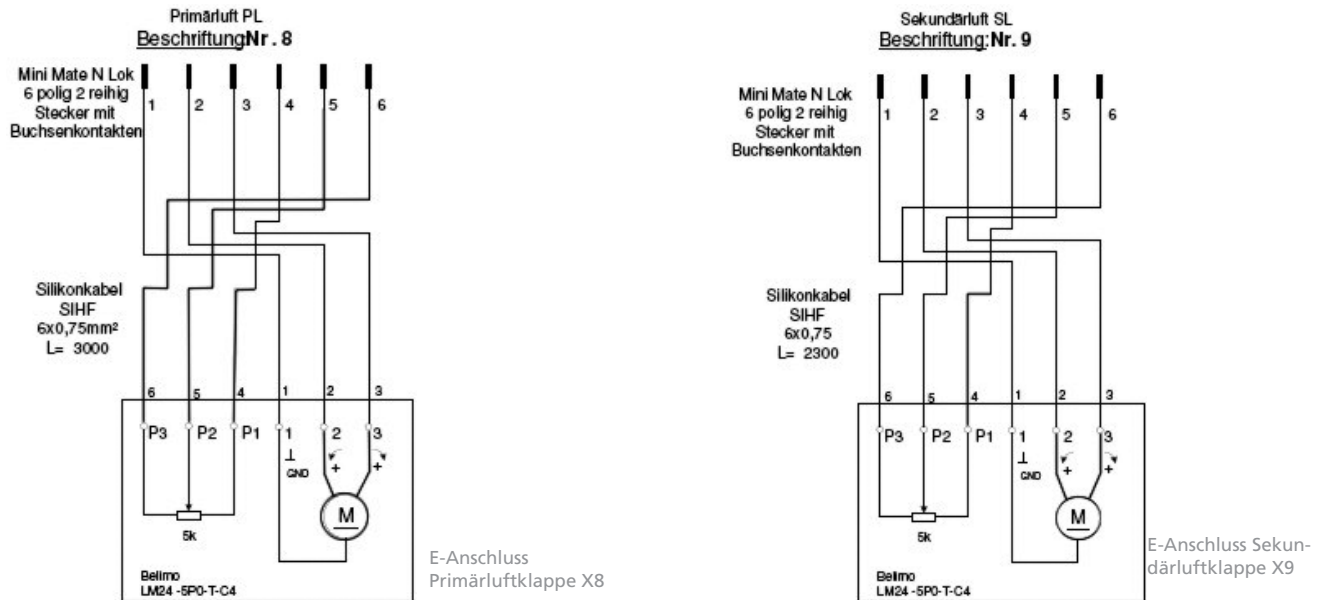 Primärluft PL
Beschriftung:Nr. 8
Mini Mate N Lok
6 polig 2 reihig
Stecker mit
Buchsenkontakten
1 2 3 4 5 6
Silikonkabel
SIHF
6x0,75mm²
L= 3000
6 5 4 1 2 3
P3 P2 P1 1 2 3
⊥ + +
GND
M
5k
Belimo
LM24 -5P0-T-C4
E-Anschluss
Primärluftklappe X8
Sekundärluft SL
Beschriftung: Nr. 9
Mini Mate N Lok
6 polig 2 reihig
Stecker mit
Buchsenkontakten
1 2 3 4 5 6
Silikonkabel
SIHF
6x0,75
L= 2300
6 5 4 1 2 3
P3 P2 P1 1 2 3
⊥ + +
GND
M
5k
Belimo
LM24 -5P0-T-C4
E-Anschluss Sekun-
därluftklappe X9